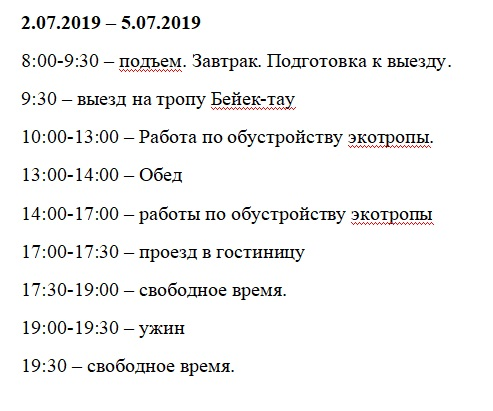 2.07.2019 – 5.07.2019
8:00-9:30 – подъем. Завтрак. Подготовка к выезду.
9:30 – выезд на тропу Бейек-тау
10:00-13:00 – Работа по обустройству экотропы.
13:00-14:00 – Обед
14:00-17:00 – работы по обустройству экотропы
17:00-17:30 – проезд в гостиницу
17:30-19:00 – свободное время.
19:00-19:30 – ужин
19:30 – свободное время.